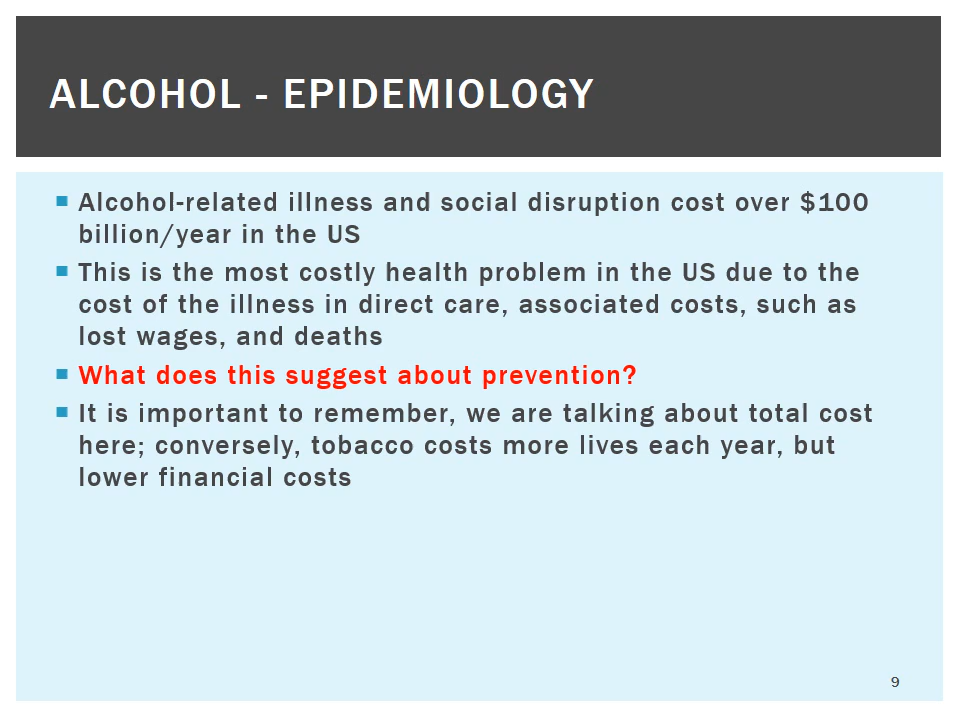 ALCOHOL - EPIDEMIOLOGY
Alcohol-related illness and social disruption cost over $100
billion/year in the US
This is the most costly health problem in the US due to the
cost of the illness in direct care, associated costs, such as
lost wages, and deaths
What does this suggest about prevention?
It is important to remember, we are talking about total cost
here; conversely, tobacco costs more lives each year, but
lower financial costs
9